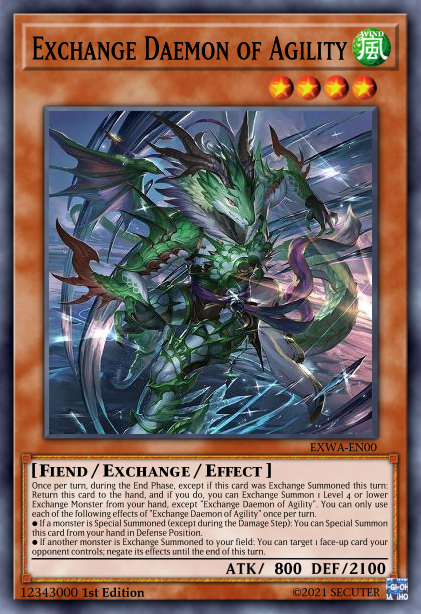 Exchange Daemon of Agility
WIND
風
EXWA-EN00
[Fiend / Exchange / Effect ]
Once per turn, during the End Phase, except if this card was Exchange Summoned this turn:
Return this card to the hand, and if you do, you can Exchange Summon 1 Level 4 or lower
Exchange Monster from your hand, except "Exchange Daemon of Agility". You can only use
each of the following effects of "Exchange Daemon of Agility" once per turn.
● If a monster is Special Summoned (except during the Damage Step): You can Special Summon
this card from your hand in Defense Position.
● If another monster is Exchange Summoned to your field: You can target 1 face-up card your
opponent controls; negate its effects until the end of this turn.
ATK/ 800 DEF/2100
12343000 1st Edition
©2021 SECUTER